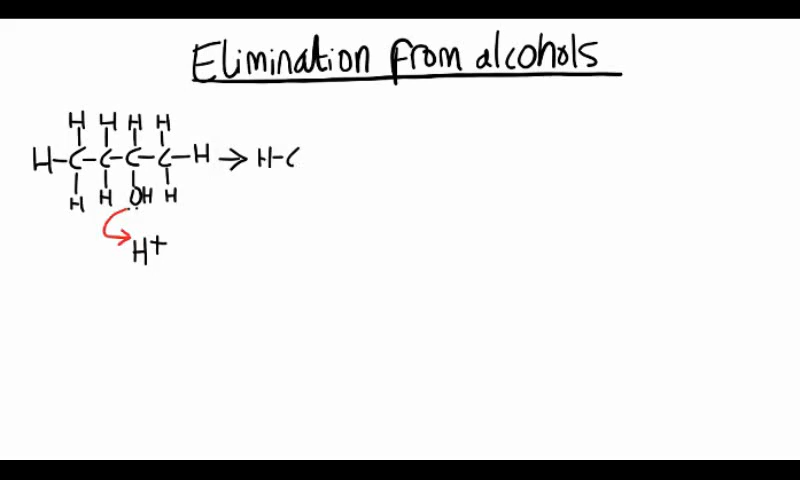 Elimination from alcohols
H H H H
H-C-C-C-C-H → H-C
H H OH H
H+